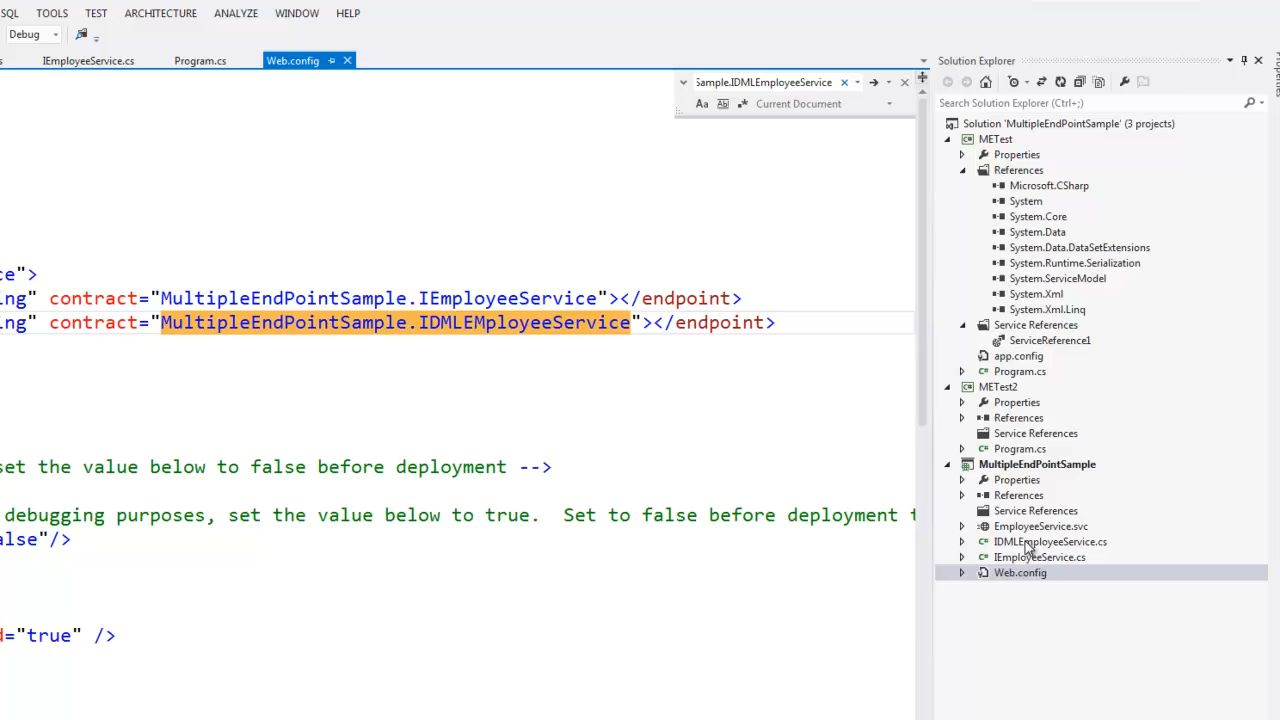 SQL TOOLS TEST ARCHITECTURE ANALYZE WINDOW HELP
Debug
IEmployeeService.cs Program.cs Web.config
Sample.IDMLEmployeeService
Aa Ab Current Document
ce">
ing" contract="MultipleEndPointSample.IEmployeeService"></endpoint>
ing" contract="MultipleEndPointSample.IDMLEMployeeService"></endpoint>
set the value below to false before deployment -->
debugging purposes, set the value below to true. Set to false before deployment t
alse"/>
d="true" />
Solution Explorer
Search Solution Explorer (Ctrl+;)
Solution 'MultipleEndPointSample' (3 projects)
METest
Properties
References
Microsoft.CSharp
System
System.Core
System.Data
System.Data.DataSetExtensions
System.Runtime.Serialization
System.ServiceModel
System.Xml
System.Xml.Linq
Service References
ServiceReference1
app.config
Program.cs
METest2
Properties
References
Service References
Program.cs
MultipleEndPointSample
Properties
References
Service References
EmployeeService.svc
IDMLEmployeeService.cs
IEmployeeService.cs
Web.config
Properties